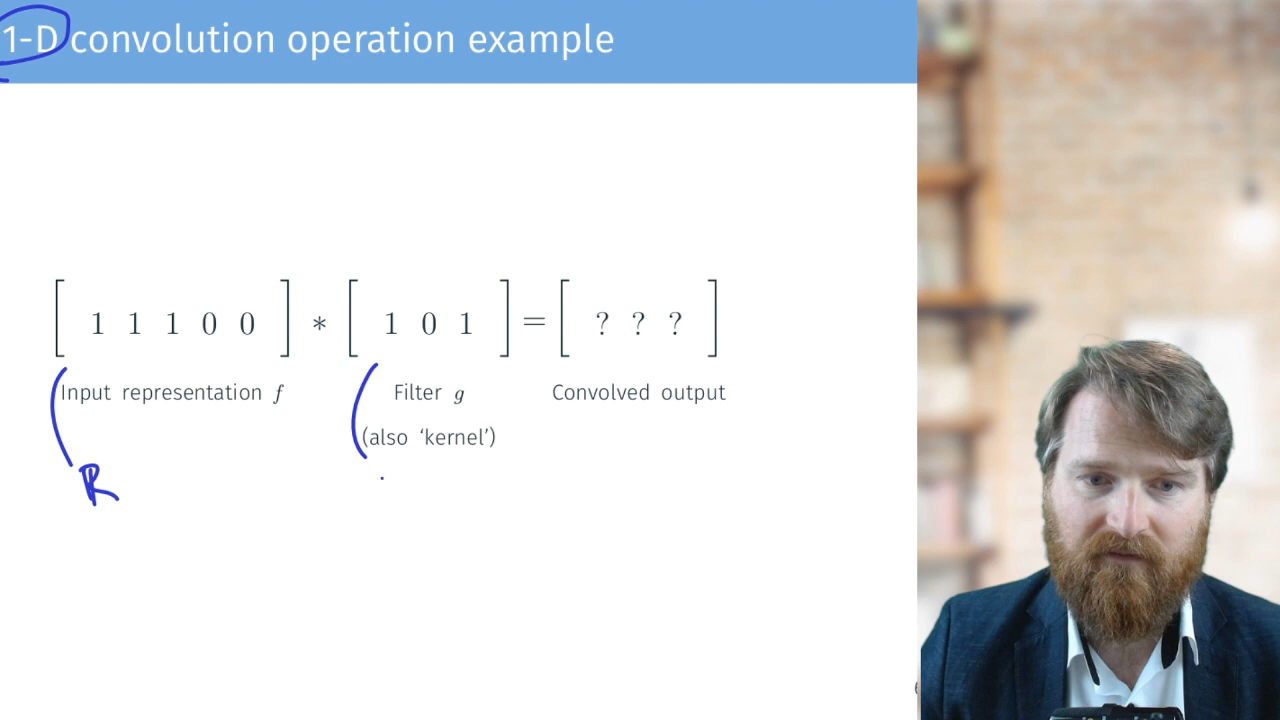 1-D convolution operation example
[ 1 1 1 0 0 ] * [ 1 0 1 ] = [ ? ? ? ]
Input representation f Filter g Convolved output
(also ‘kernel’)
ℝ